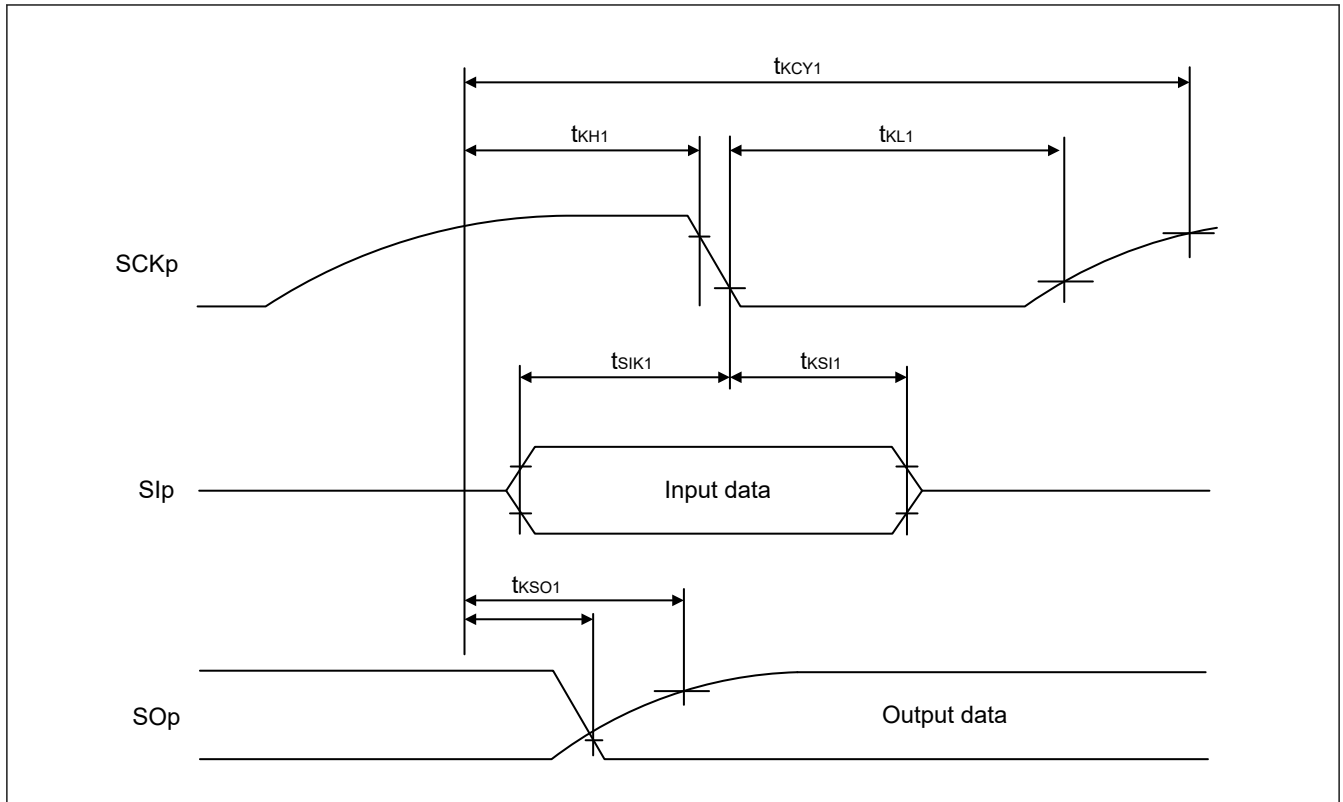 tKCY1
tKH1
tKL1
SCKp
tSIK1
tKSI1
SIp
Input data
tKSO1
SOp
Output data